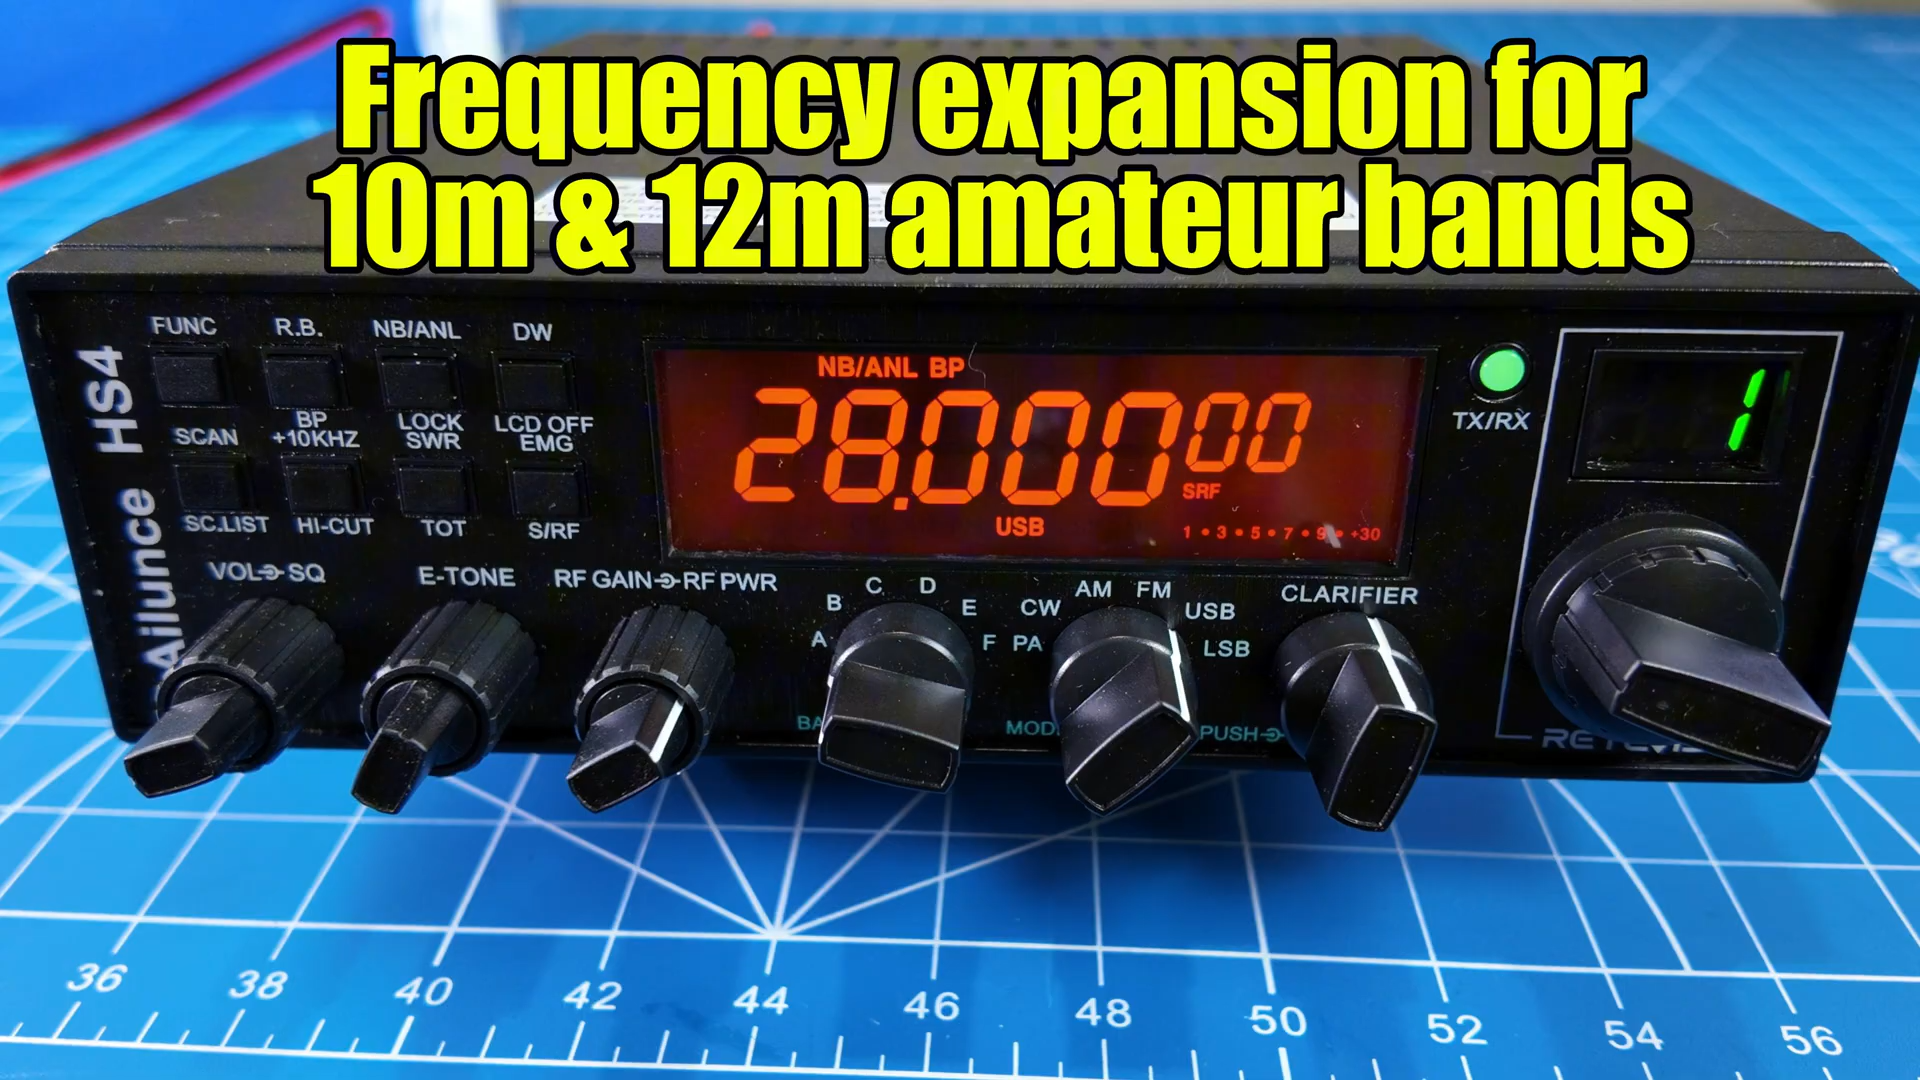 Frequency expansion for
10m & 12m amateur bands
Ailunce HS4
FUNC R.B. NB/ANL DW
SCAN BP +10KHZ LOCK SWR LCD OFF EMG
SC.LIST HI-CUT TOT S/RF
NB/ANL BP
28.00000
SRF
USB
1 • 3 • 5 • 7 • 9 • +30
TX/RX
1
VOL SQ E-TONE RF GAIN RF PWR
A B C D E F
PA CW AM FM USB LSB
CLARIFIER
PUSH
36 38 40 42 44 46 48 50 52 54 56